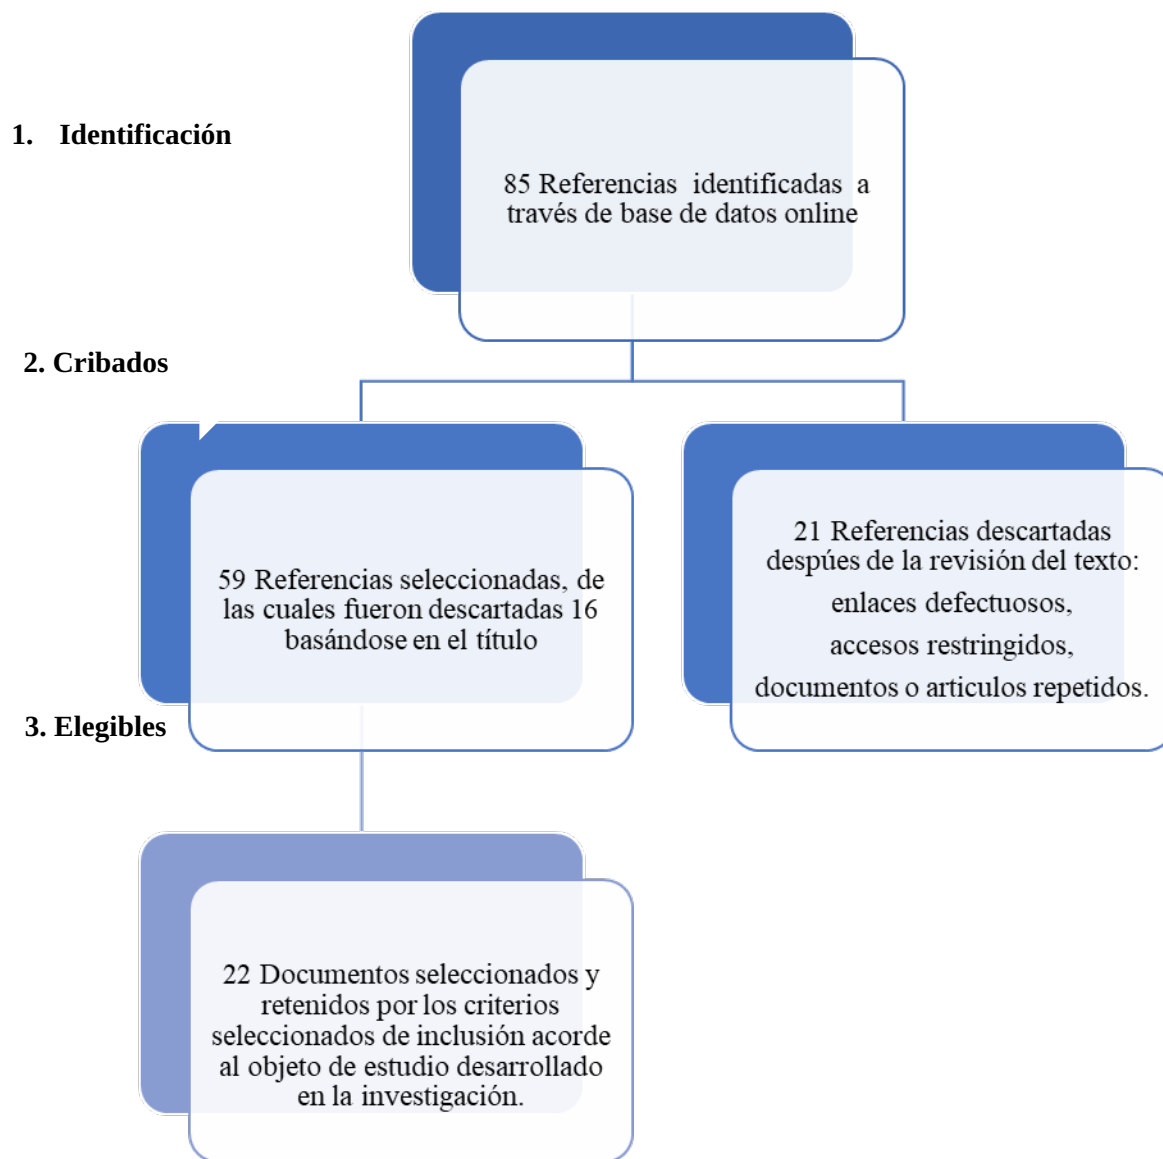 1. Identificación
85 Referencias identificadas a
través de base de datos online
2. Cribados
59 Referencias seleccionadas, de
las cuales fueron descartadas 16
basándose en el título
21 Referencias descartadas
despúes de la revisión del texto:
enlaces defectuosos,
accesos restringidos,
documentos o articulos repetidos.
3. Elegibles
22 Documentos seleccionados y
retenidos por los criterios
seleccionados de inclusión acorde
al objeto de estudio desarrollado
en la investigación.